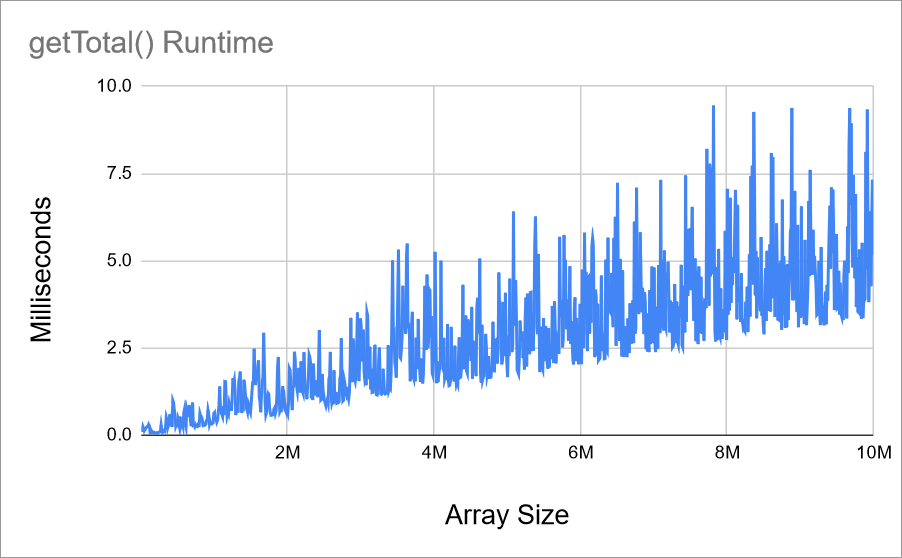 getTotal() Runtime
10.0
7.5
5.0
2.5
0.0
Milliseconds
2M
4M
6M
8M
10M
Array Size